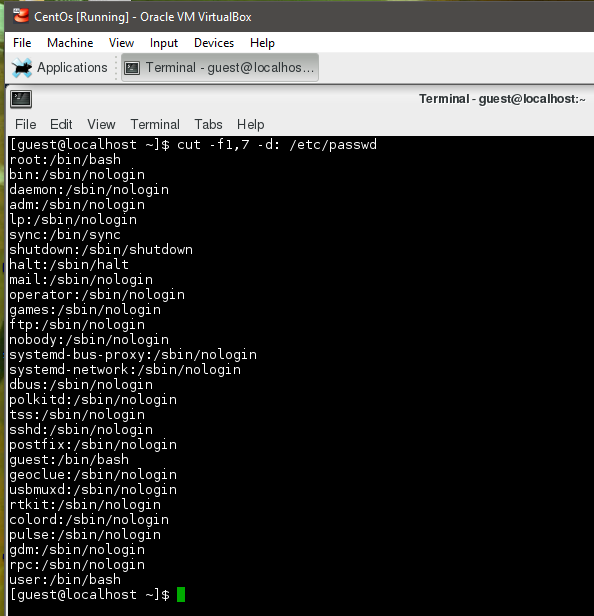 CentOs [Running] - Oracle VM VirtualBox
File Machine View Input Devices Help
Applications Terminal - guest@localhos...
Terminal - guest@localhost:~
File Edit View Terminal Tabs Help
[guest@localhost ~]$ cut -f1,7 -d: /etc/passwd
root:/bin/bash
bin:/sbin/nologin
daemon:/sbin/nologin
adm:/sbin/nologin
lp:/sbin/nologin
sync:/bin/sync
shutdown:/sbin/shutdown
halt:/sbin/halt
mail:/sbin/nologin
operator:/sbin/nologin
games:/sbin/nologin
ftp:/sbin/nologin
nobody:/sbin/nologin
systemd-bus-proxy:/sbin/nologin
systemd-network:/sbin/nologin
dbus:/sbin/nologin
polkitd:/sbin/nologin
tss:/sbin/nologin
sshd:/sbin/nologin
postfix:/sbin/nologin
guest:/bin/bash
geoclue:/sbin/nologin
usbmuxd:/sbin/nologin
rtkit:/sbin/nologin
colord:/sbin/nologin
pulse:/sbin/nologin
gdm:/sbin/nologin
rpc:/sbin/nologin
user:/bin/bash
[guest@localhost ~]$